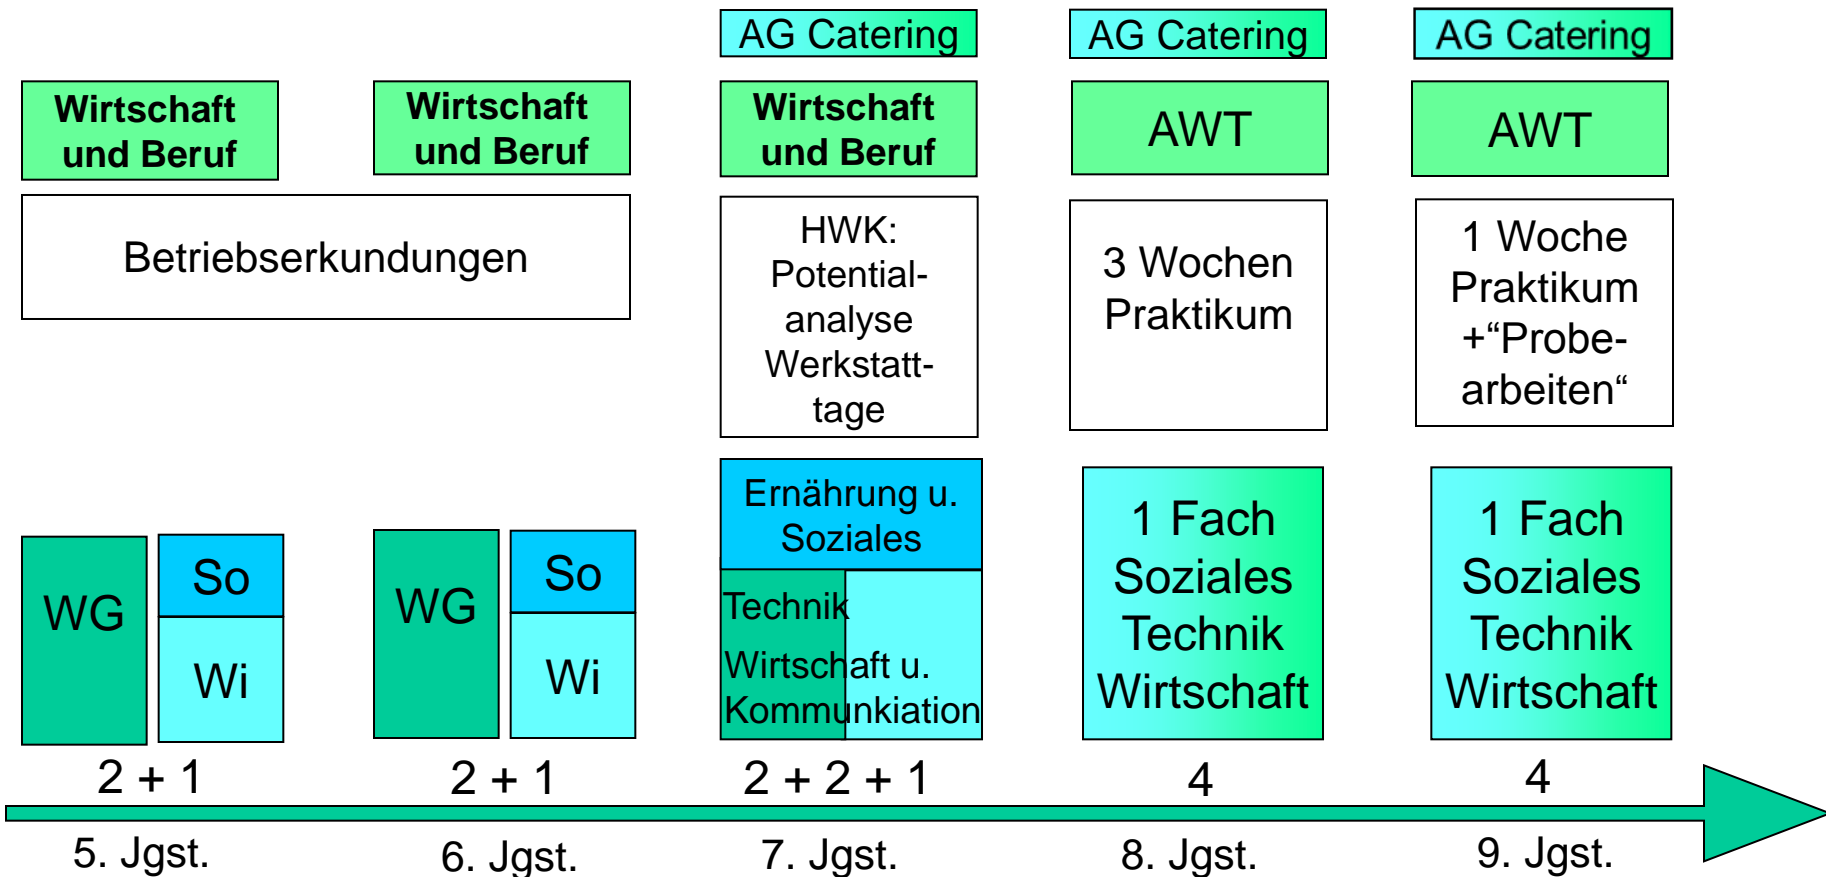 AG Catering
AG Catering
AG Catering
Wirtschaft
und Beruf
Wirtschaft
und Beruf
Wirtschaft
und Beruf
AWT
AWT
Betriebserkundungen
HWK:
Potential-
analyse
Werkstatt-
tage
3 Wochen
Praktikum
1 Woche
Praktikum
+“Probe-
arbeiten“
WG
So
Wi
WG
So
Wi
Ernährung u.
Soziales
Technik
Wirtschaft u.
Kommunkiation
1 Fach
Soziales
Technik
Wirtschaft
1 Fach
Soziales
Technik
Wirtschaft
2 + 1
2 + 1
2 + 2 + 1
4
4
5. Jgst.
6. Jgst.
7. Jgst.
8. Jgst.
9. Jgst.